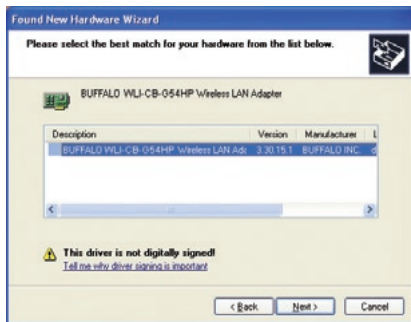 Found New Hardware Wizard
Please select the best match for your hardware from the list below.
BUFFALO WLI-CB-G54HP Wireless LAN Adapter
Description Version Manufacturer L
BUFFALO WLI-CB-G54HP Wireless LAN Ada 3.30.15.1 BUFFALO INC. d
This driver is not digitally signed!
Tell me why driver signing is important
< Back Next > Cancel